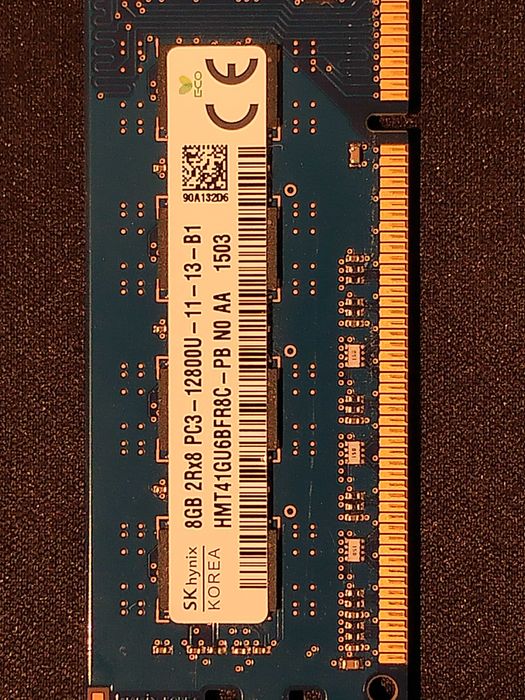 SK hynix
KOREA
8GB 2Rx8 PC3-12800U-11-13-B1
HMT41GU6BFR8C-PB N0 AA 1503
90A132D6
ECO
CE